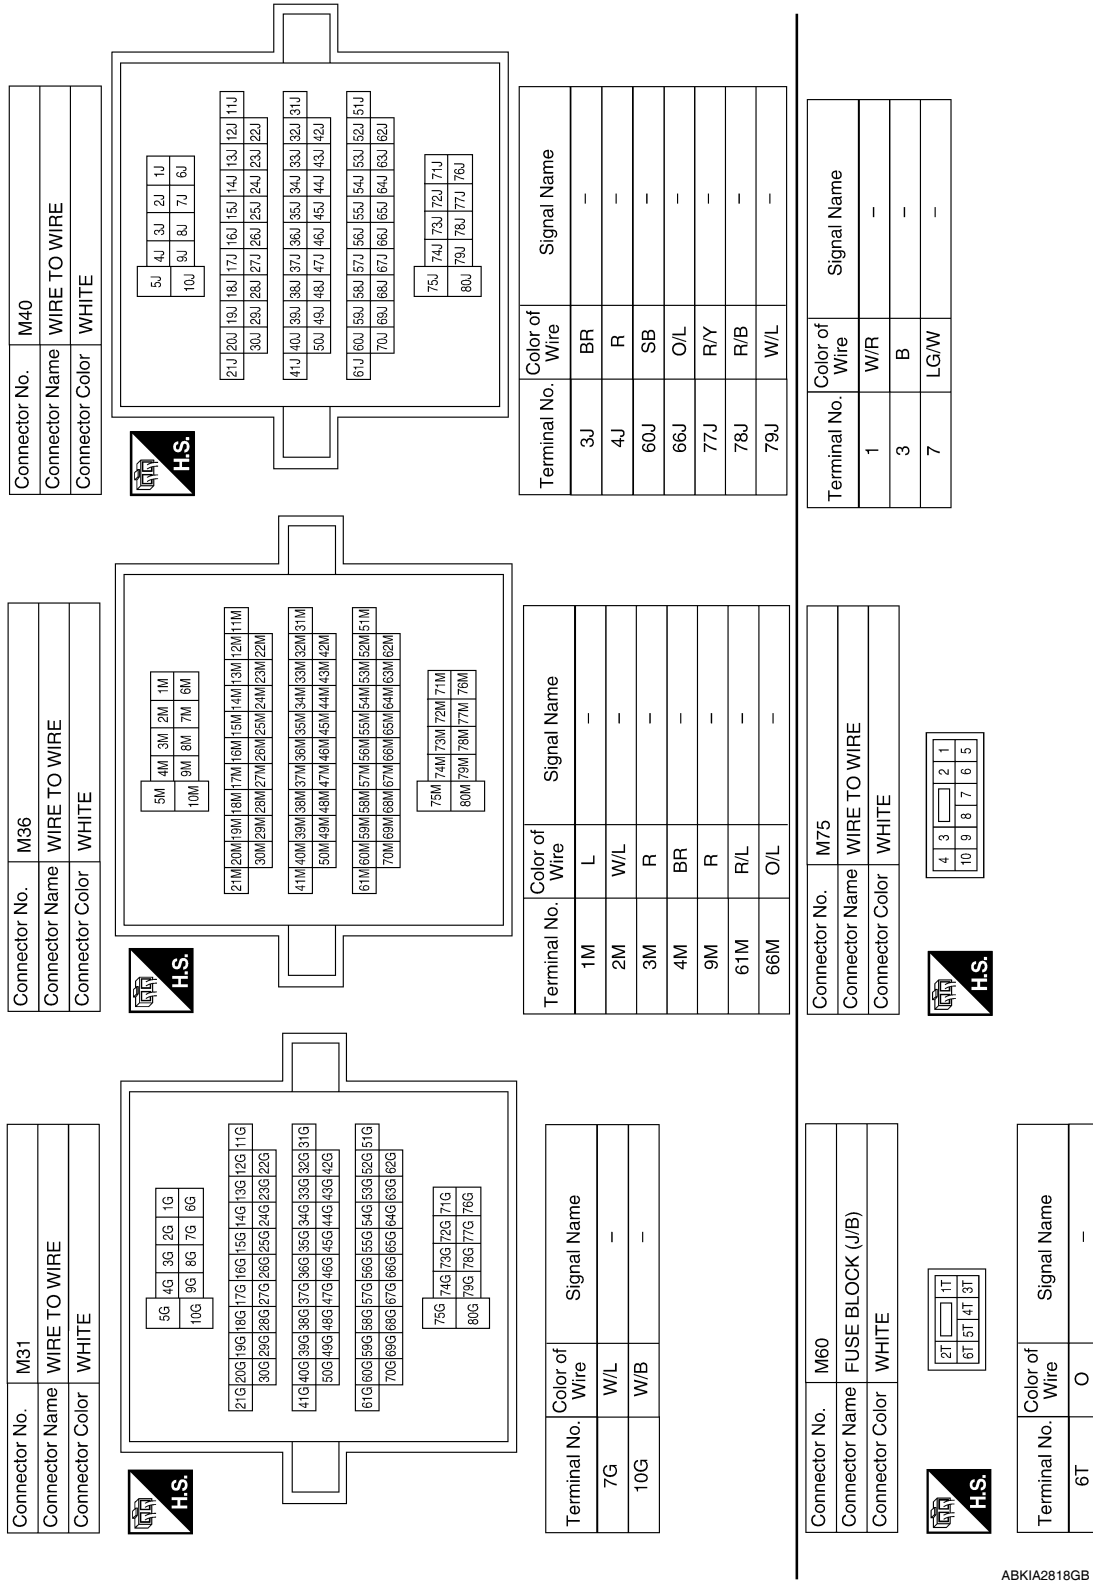 Connector No. M31
Connector Name WIRE TO WIRE
Connector Color WHITE
H.S.
5G 4G 3G 2G 1G
10G 9G 8G 7G 6G
21G 20G 19G 18G 17G 16G 15G 14G 13G 12G 11G
30G 29G 28G 27G 26G 25G 24G 23G 22G
41G 40G 39G 38G 37G 36G 35G 34G 33G 32G 31G
50G 49G 48G 47G 46G 45G 44G 43G 42G
61G 60G 59G 58G 57G 56G 55G 54G 53G 52G 51G
70G 69G 68G 67G 66G 65G 64G 63G 62G
75G 74G 73G 72G 71G
80G 79G 78G 77G 76G
Terminal No. Color of Wire Signal Name
7G W/L –
10G W/B –
Connector No. M36
Connector Name WIRE TO WIRE
Connector Color WHITE
H.S.
5M 4M 3M 2M 1M
10M 9M 8M 7M 6M
21M 20M 19M 18M 17M 16M 15M 14M 13M 12M 11M
30M 29M 28M 27M 26M 25M 24M 23M 22M
41M 40M 39M 38M 37M 36M 35M 34M 33M 32M 31M
50M 49M 48M 47M 46M 45M 44M 43M 42M
61M 60M 59M 58M 57M 56M 55M 54M 53M 52M 51M
70M 69M 68M 67M 66M 65M 64M 63M 62M
75M 74M 73M 72M 71M
80M 79M 78M 77M 76M
Terminal No. Color of Wire Signal Name
1M L –
2M W/L –
3M R –
4M BR –
9M R –
61M R/L –
66M O/L –
Connector No. M40
Connector Name WIRE TO WIRE
Connector Color WHITE
H.S.
5J 4J 3J 2J 1J
10J 9J 8J 7J 6J
21J 20J 19J 18J 17J 16J 15J 14J 13J 12J 11J
30J 29J 28J 27J 26J 25J 24J 23J 22J
41J 40J 39J 38J 37J 36J 35J 34J 33J 32J 31J
50J 49J 48J 47J 46J 45J 44J 43J 42J
61J 60J 59J 58J 57J 56J 55J 54J 53J 52J 51J
70J 69J 68J 67J 66J 65J 64J 63J 62J
75J 74J 73J 72J 71J
80J 79J 78J 77J 76J
Terminal No. Color of Wire Signal Name
3J BR –
4J R –
60J SB –
66J O/L –
77J R/Y –
78J R/B –
79J W/L –
Connector No. M60
Connector Name FUSE BLOCK (J/B)
Connector Color WHITE
H.S.
2T 1T
6T 5T 4T 3T
Terminal No. Color of Wire Signal Name
6T O –
Connector No. M75
Connector Name WIRE TO WIRE
Connector Color WHITE
H.S.
4 3 2 1
10 9 8 7 6 5
Terminal No. Color of Wire Signal Name
1 W/R –
3 B –
7 LG/W –
ABKIA2818GB